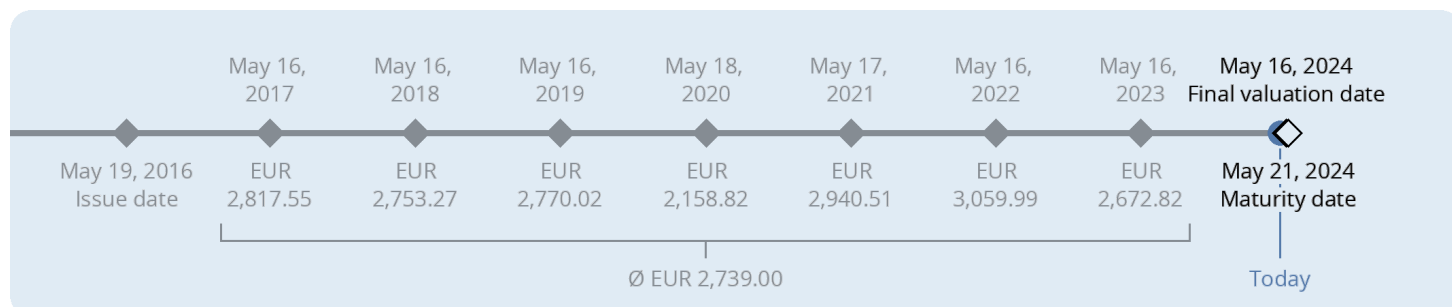 May 16,
2017
May 16,
2018
May 16,
2019
May 18,
2020
May 17,
2021
May 16,
2022
May 16,
2023
May 16, 2024
Final valuation date
May 19, 2016
Issue date
EUR
2,817.55
EUR
2,753.27
EUR
2,770.02
EUR
2,158.82
EUR
2,940.51
EUR
3,059.99
EUR
2,672.82
May 21, 2024
Maturity date
Ø EUR 2,739.00
Today